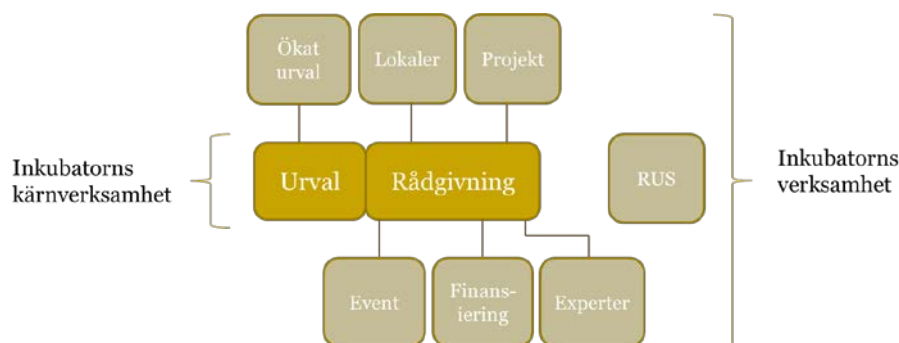 Ökat
urval
Lokaler
Projekt
Inkubatorns
kärnverksamhet
Urval
Rådgivning
RUS
Inkubatorns
verksamhet
Event
Finans-
iering
Experter